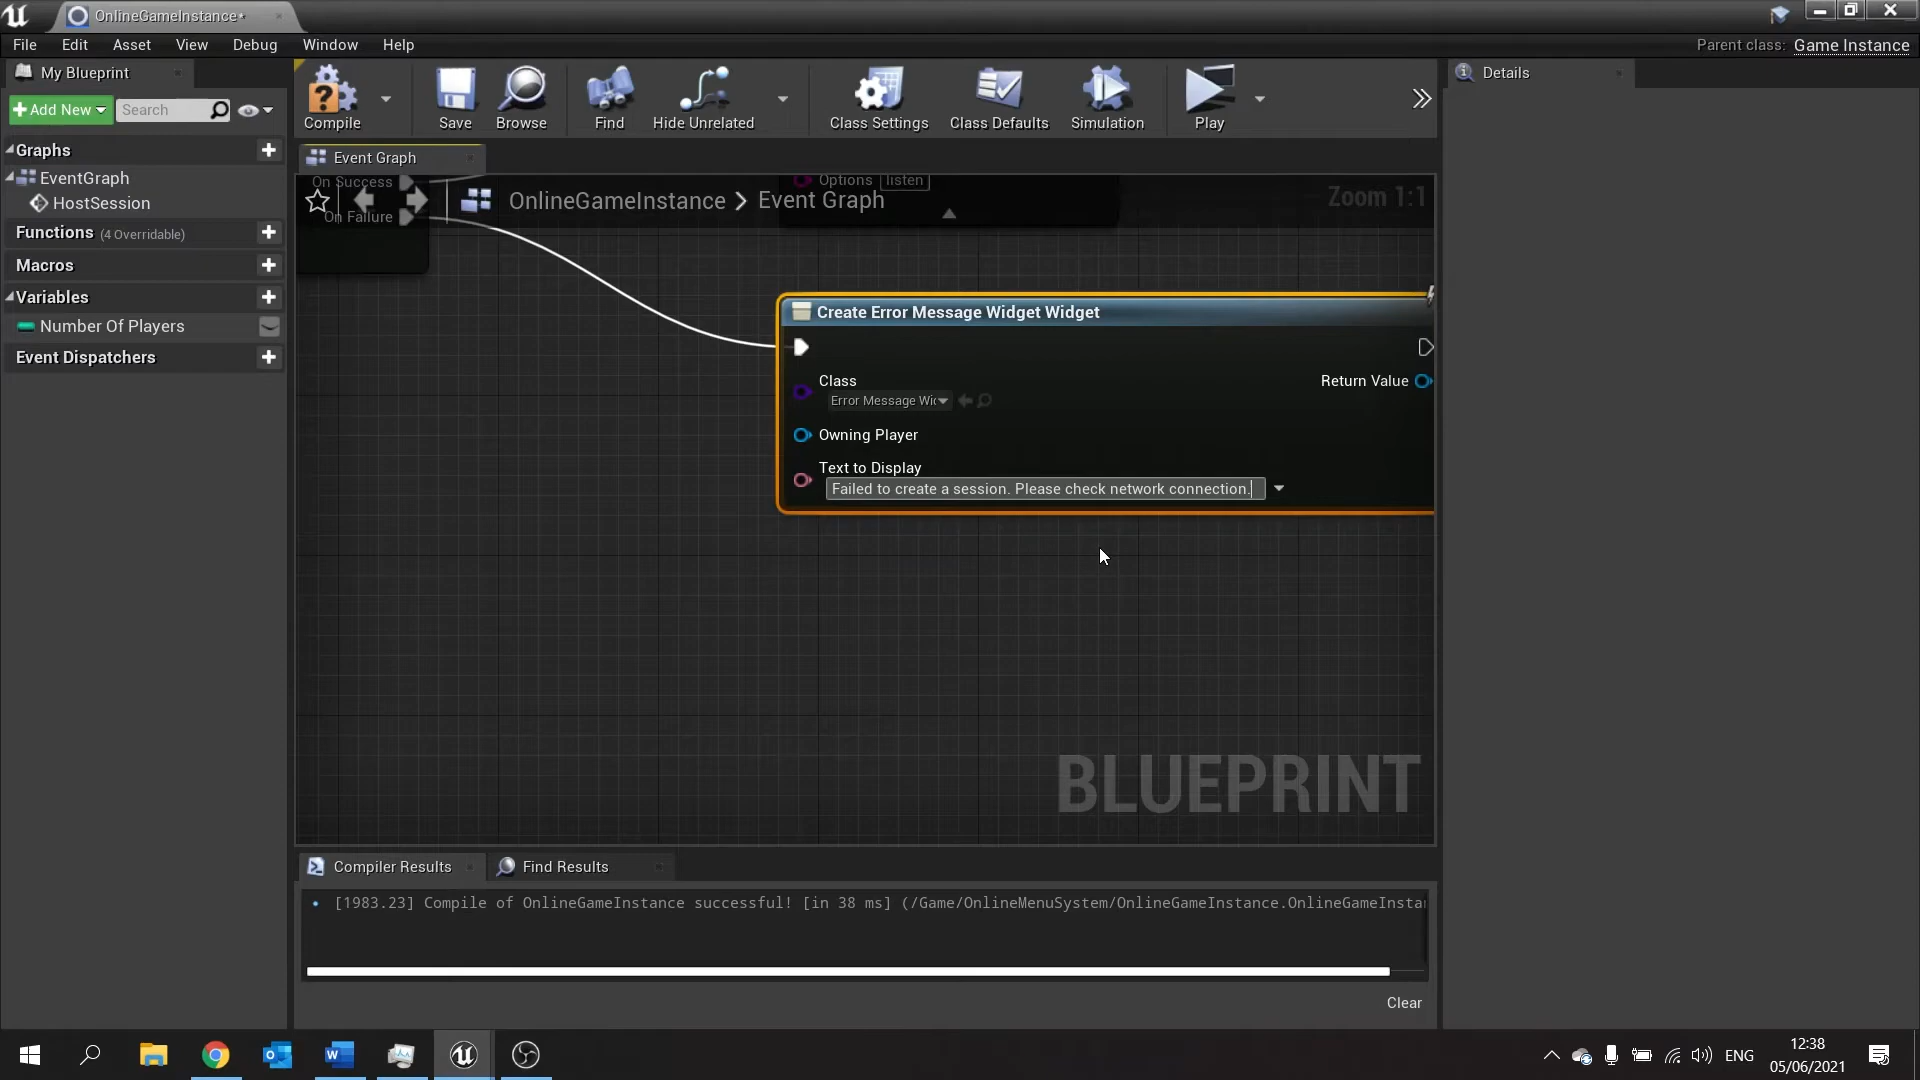 OnlineGameInstance*
File Edit Asset View Debug Window Help
Parent class: Game Instance
My Blueprint
Add New
Search
Graphs
EventGraph
HostSession
Functions (4 Overridable)
Macros
Variables
Number Of Players
Event Dispatchers
Compile
Save
Browse
Find
Hide Unrelated
Class Settings
Class Defaults
Simulation
Play
Details
Event Graph
On Success
On Failure
OnlineGameInstance > Event Graph
Options listen
Zoom 1:1
Create Error Message Widget Widget
Class
Error Message Wi
Return Value
Owning Player
Text to Display
Failed to create a session. Please check network connection.
BLUEPRINT
Compiler Results
Find Results
[1983.23] Compile of OnlineGameInstance successful! [in 38 ms] (/Game/OnlineMenuSystem/OnlineGameInstance.OnlineGameInsta
Clear
ENG
12:38
05/06/2021